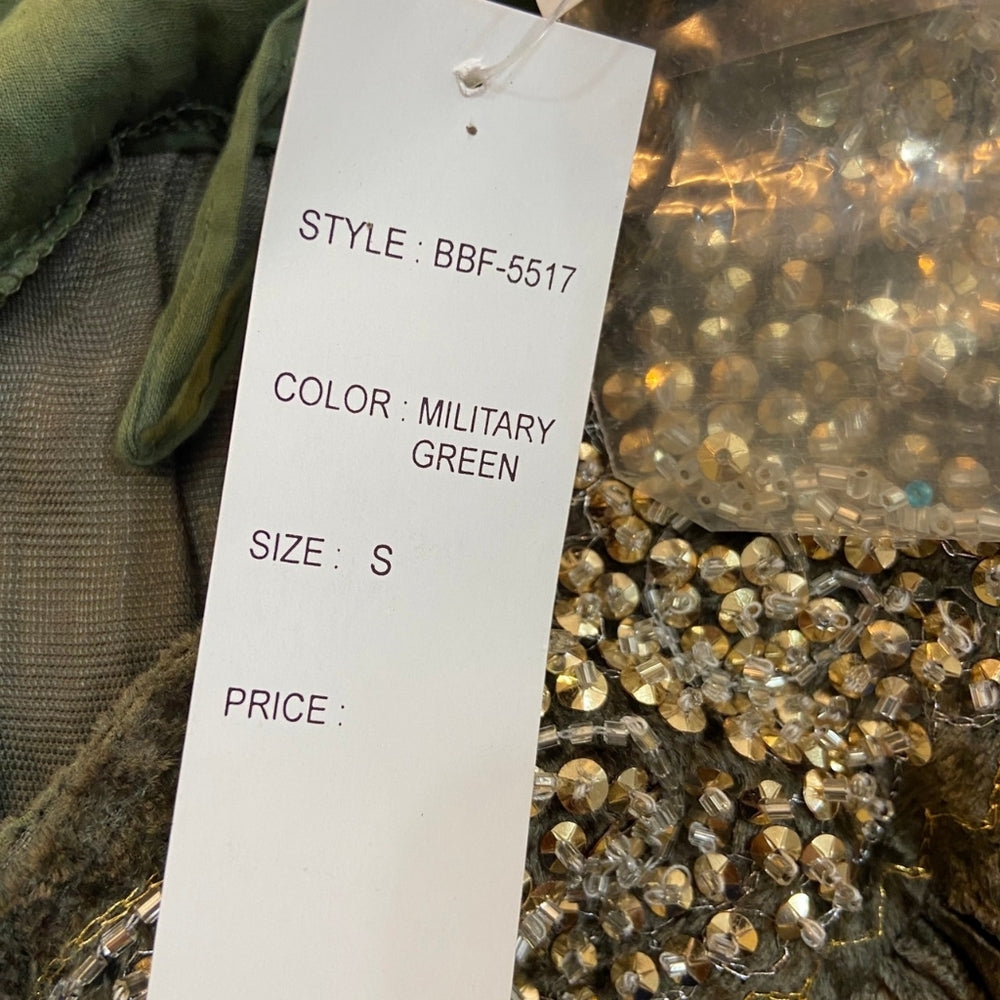 STYLE : BBF-5517
COLOR : MILITARY
GREEN
SIZE : S
PRICE :